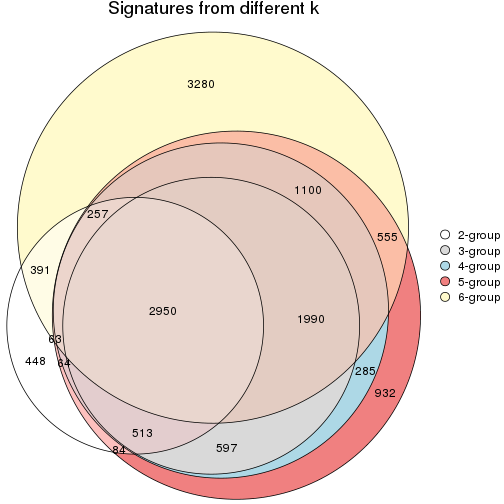 Signatures from different k
3280
1100
257
555
391
2-group
3-group
4-group
5-group
6-group
2950
1990
63
448
64
285
932
513
597
84